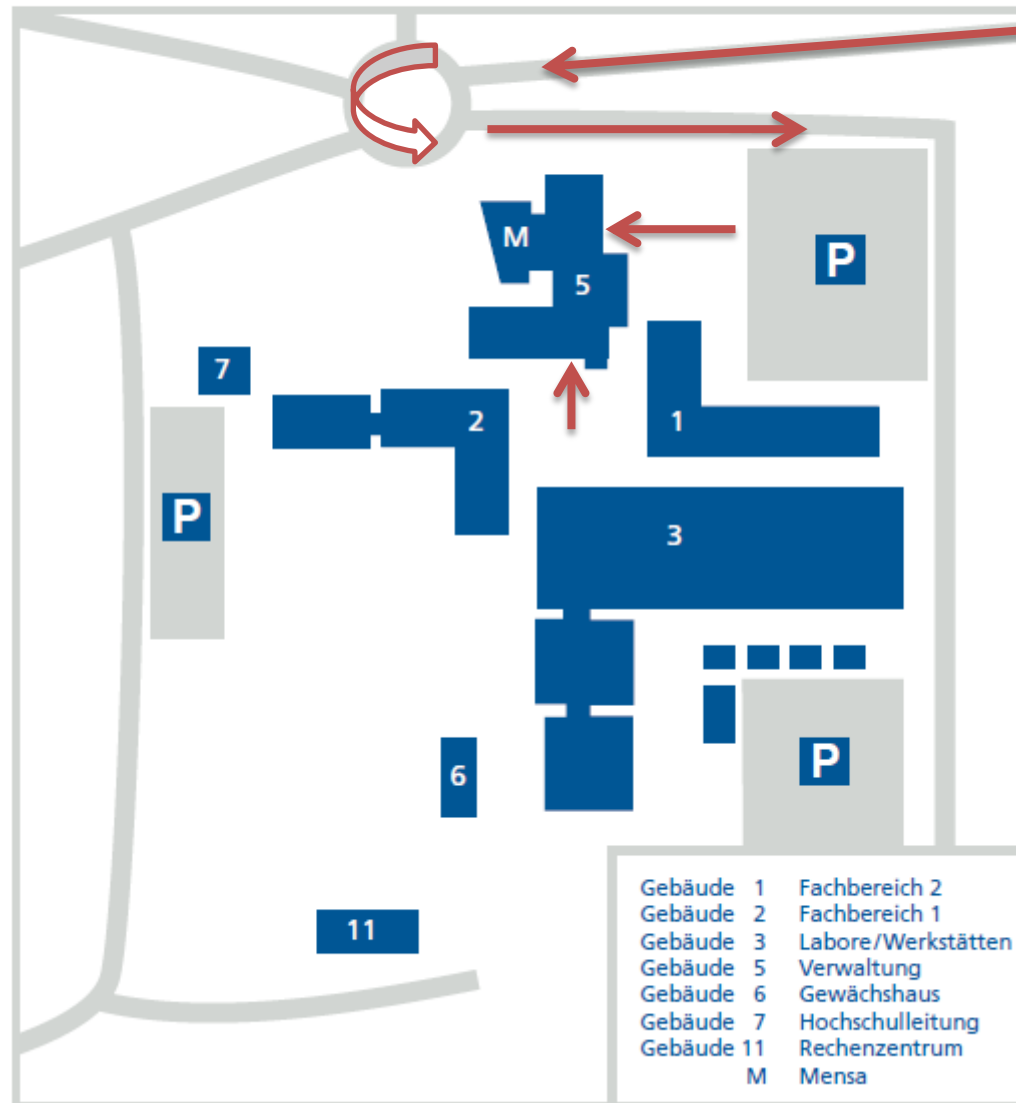 M
P
5
7
2
1
P
3
P
6
11
Gebäude 1 Fachbereich 2
Gebäude 2 Fachbereich 1
Gebäude 3 Labore/Werkstätten
Gebäude 5 Verwaltung
Gebäude 6 Gewächshaus
Gebäude 7 Hochschulleitung
Gebäude 11 Rechenzentrum
M Mensa